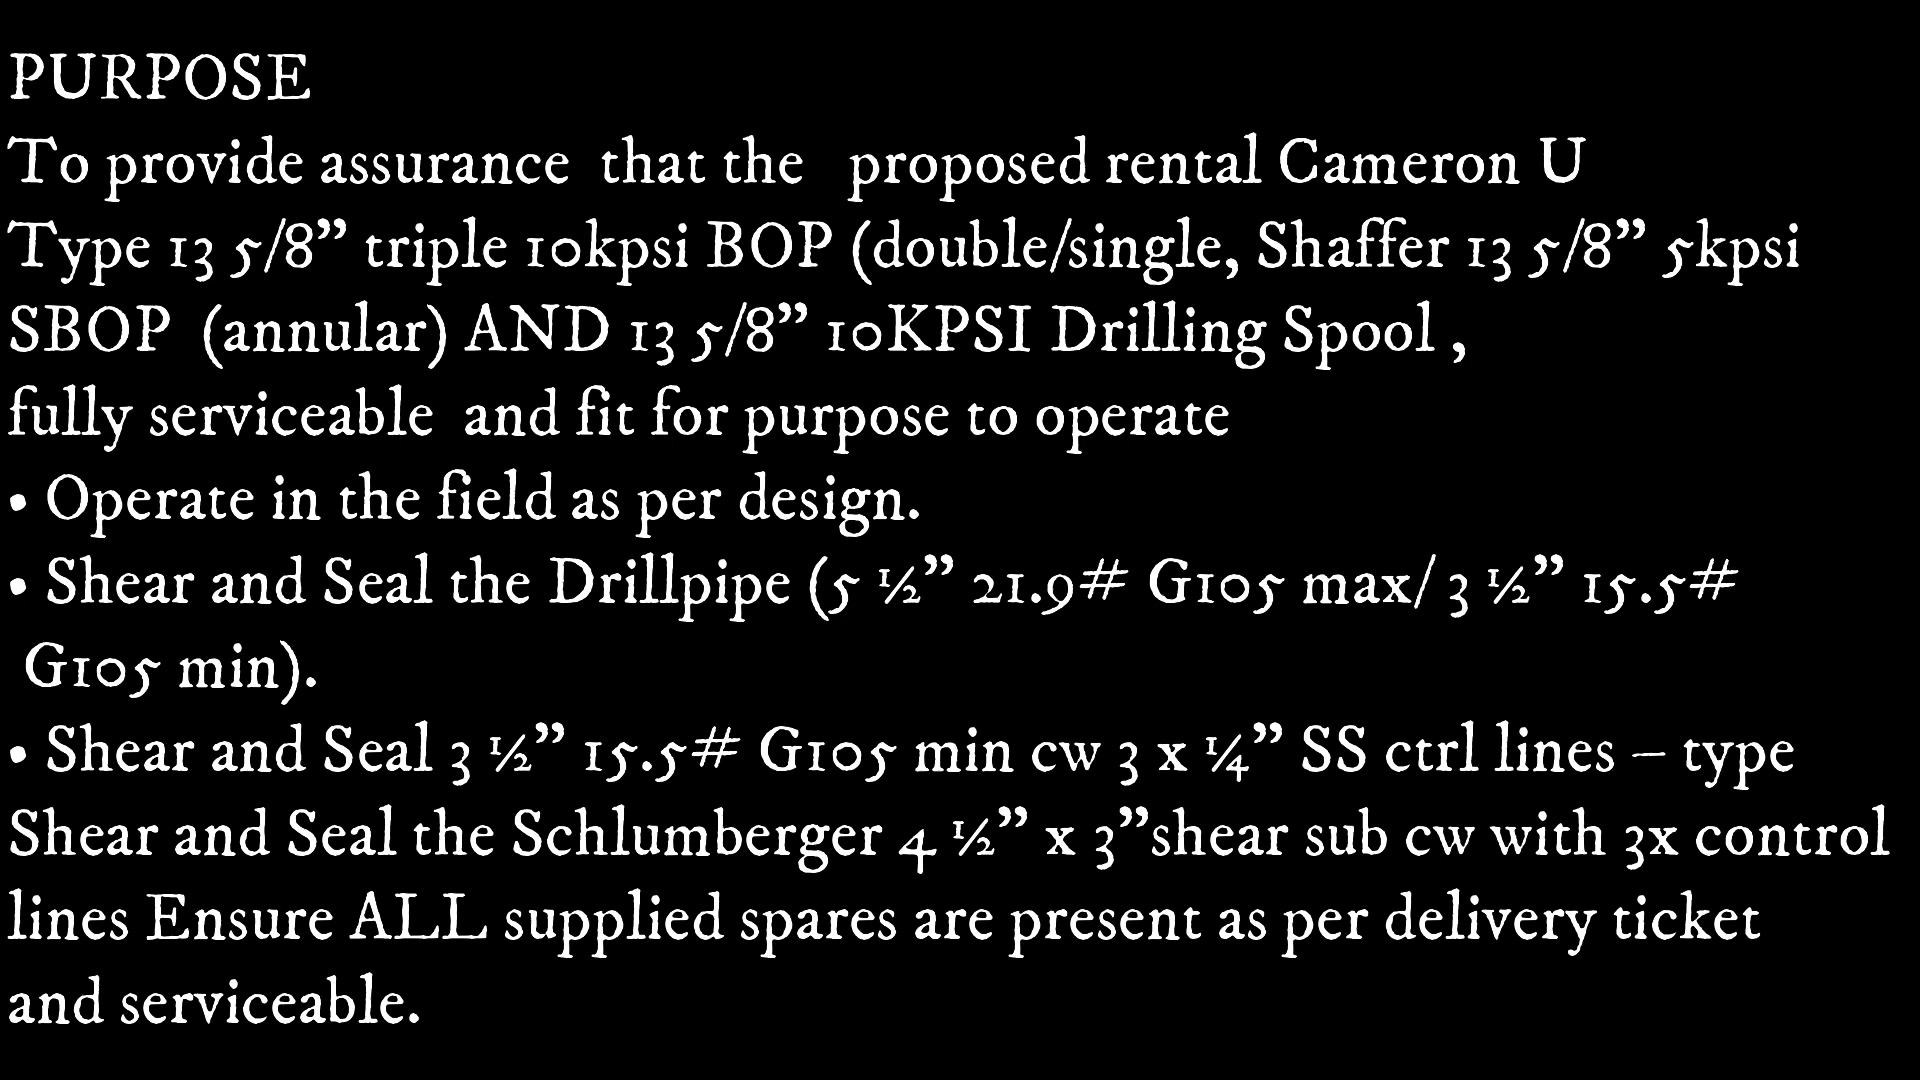 PURPOSE
To provide assurance  that the   proposed rental Cameron U
Type 13 5/8” triple 10kpsi BOP (double/single, Shaffer 13 5/8” 5kpsi
SBOP  (annular) AND 13 5/8” 10KPSI Drilling Spool ,
fully serviceable  and fit for purpose to operate
• Operate in the field as per design.
• Shear and Seal the Drillpipe (5 ½” 21.9# G105 max/ 3 ½” 15.5#
G105 min).
• Shear and Seal 3 ½” 15.5# G105 min cw 3 x ¼” SS ctrl lines – type
Shear and Seal the Schlumberger 4 ½” x 3”shear sub cw with 3x control
lines Ensure ALL supplied spares are present as per delivery ticket
and serviceable.